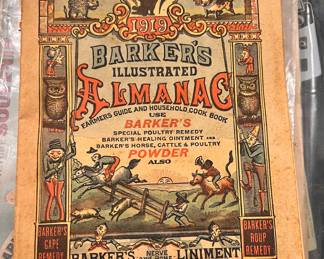 1919
BARKER'S
ILLUSTRATED
ALMANAC
FARMERS GUIDE AND HOUSEHOLD COOK BOOK
USE
BARKER'S
SPECIAL POULTRY REMEDY
BARKER'S HEALING OINTMENT AND
BARKER'S HORSE, CATTLE & POULTRY
POWDER
ALSO
BARKER'S
GAPE
REMEDY
BARKER'S
ROUP
REMEDY
BARKER'S NERVE LINIMENT